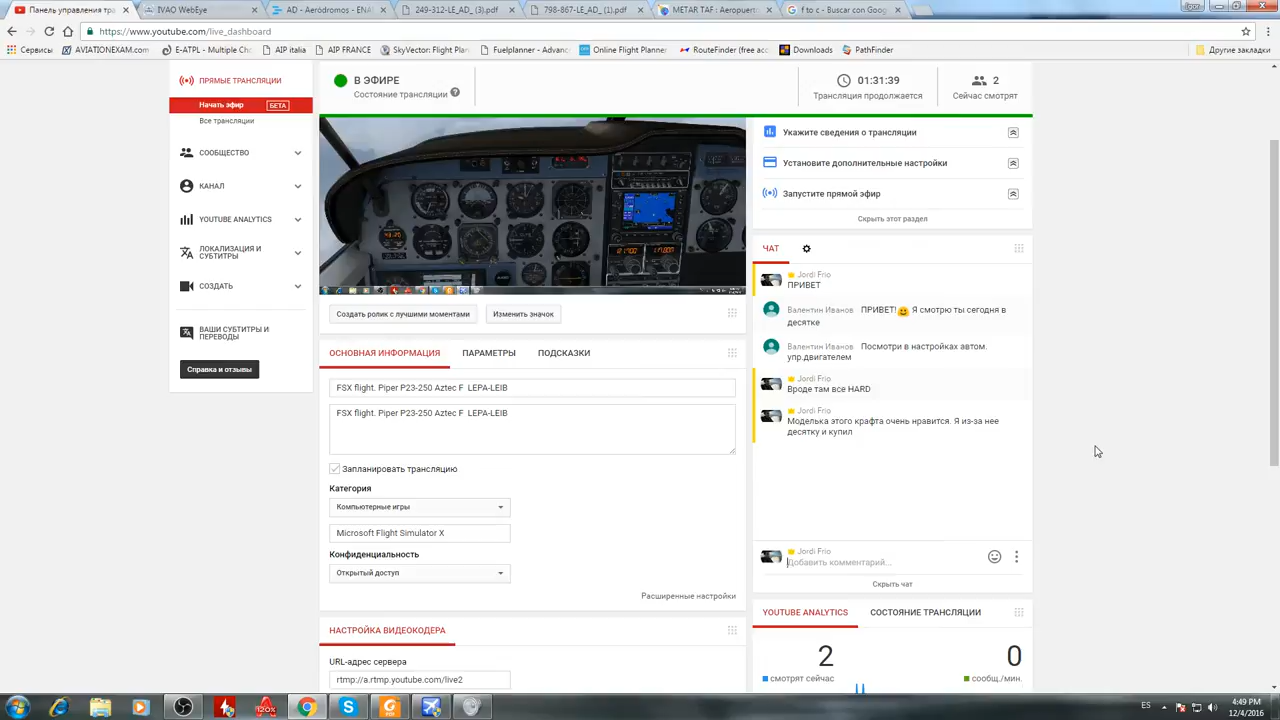 Прямая трансляция - YouTube
IVAO WebEye
AD - Aeródromos - ENAI
249-312-LE_AD_ (3).pdf
798-867-LE_AD_ (1).pdf
METAR TAF: Aeropuerto
f to c - Buscar con Goog
Igor
https://www.youtube.com/live_dashboard
Сервисы
AVIATIONEXAM.com
E-ATPL - Multiple Cho
AIP italia
AIP FRANCE
SkyVector: Flight Plan
Fuelplanner - Advanc
Online Flight Planner
RouteFinder (free acc
Downloads
PathFinder
Другие закладки
ПРЯМЫЕ ТРАНСЛЯЦИИ
Начать эфир БЕТА
Все трансляции
СООБЩЕСТВО
КАНАЛ
YOUTUBE ANALYTICS
ЛОКАЛИЗАЦИЯ И
СУБТИТРЫ
СОЗДАТЬ
ВАШИ СУБТИТРЫ И
ПЕРЕВОДЫ
Справка и отзывы
В ЭФИРЕ
Состояние трансляции
01:31:39
Трансляция продолжается
2
Сейчас смотрят
Создать ролик с лучшими моментами
Изменить значок
ОСНОВНАЯ ИНФОРМАЦИЯ
ПАРАМЕТРЫ
ПОДСКАЗКИ
FSX flight. Piper P23-250 Aztec F LEPA-LEIB
FSX flight. Piper P23-250 Aztec F LEPA-LEIB
Запланировать трансляцию
Категория
Компьютерные игры
Microsoft Flight Simulator X
Конфиденциальность
Открытый доступ
Расширенные настройки
НАСТРОЙКА ВИДЕОКОДЕРА
URL-адрес сервера
rtmp://a.rtmp.youtube.com/live2
Укажите сведения о трансляции
Установите дополнительные настройки
Запустите прямой эфир
Скрыть этот раздел
ЧАТ
Jordi Frio
ПРИВЕТ
Валентин Иванов ПРИВЕТ! Я смотрю ты сегодня в
десятке
Валентин Иванов Посмотри в настройках автом.
упр.двигателем
Jordi Frio
Вроде там все HARD
Jordi Frio
Моделька этого крафта очень нравится. Я из-за нее
десятку и купил
Jordi Frio
Добавить комментарий...
Скрыть чат
YOUTUBE ANALYTICS
СОСТОЯНИЕ ТРАНСЛЯЦИИ
2
смотрят сейчас
0
сообщ./мин.
ES
4:49 PM
12/4/2016